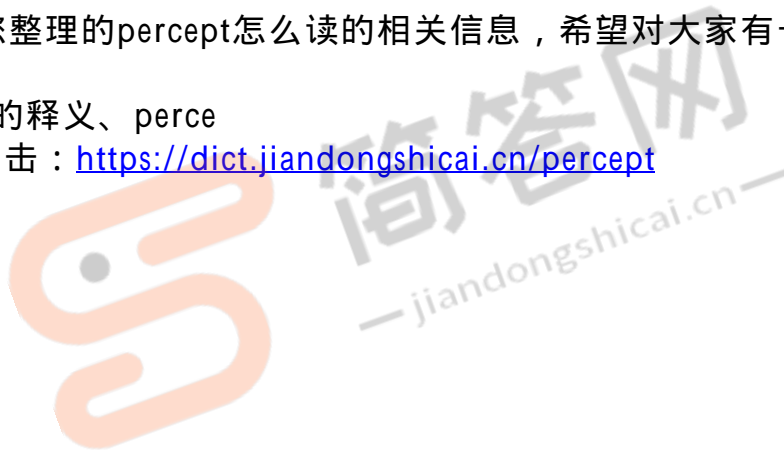 整理的percept怎么读的相关信息，希望对大家有
的释义、perce
击：https://dict.jiandongshicai.cn/percept
简答网
jiandongshicai.cn